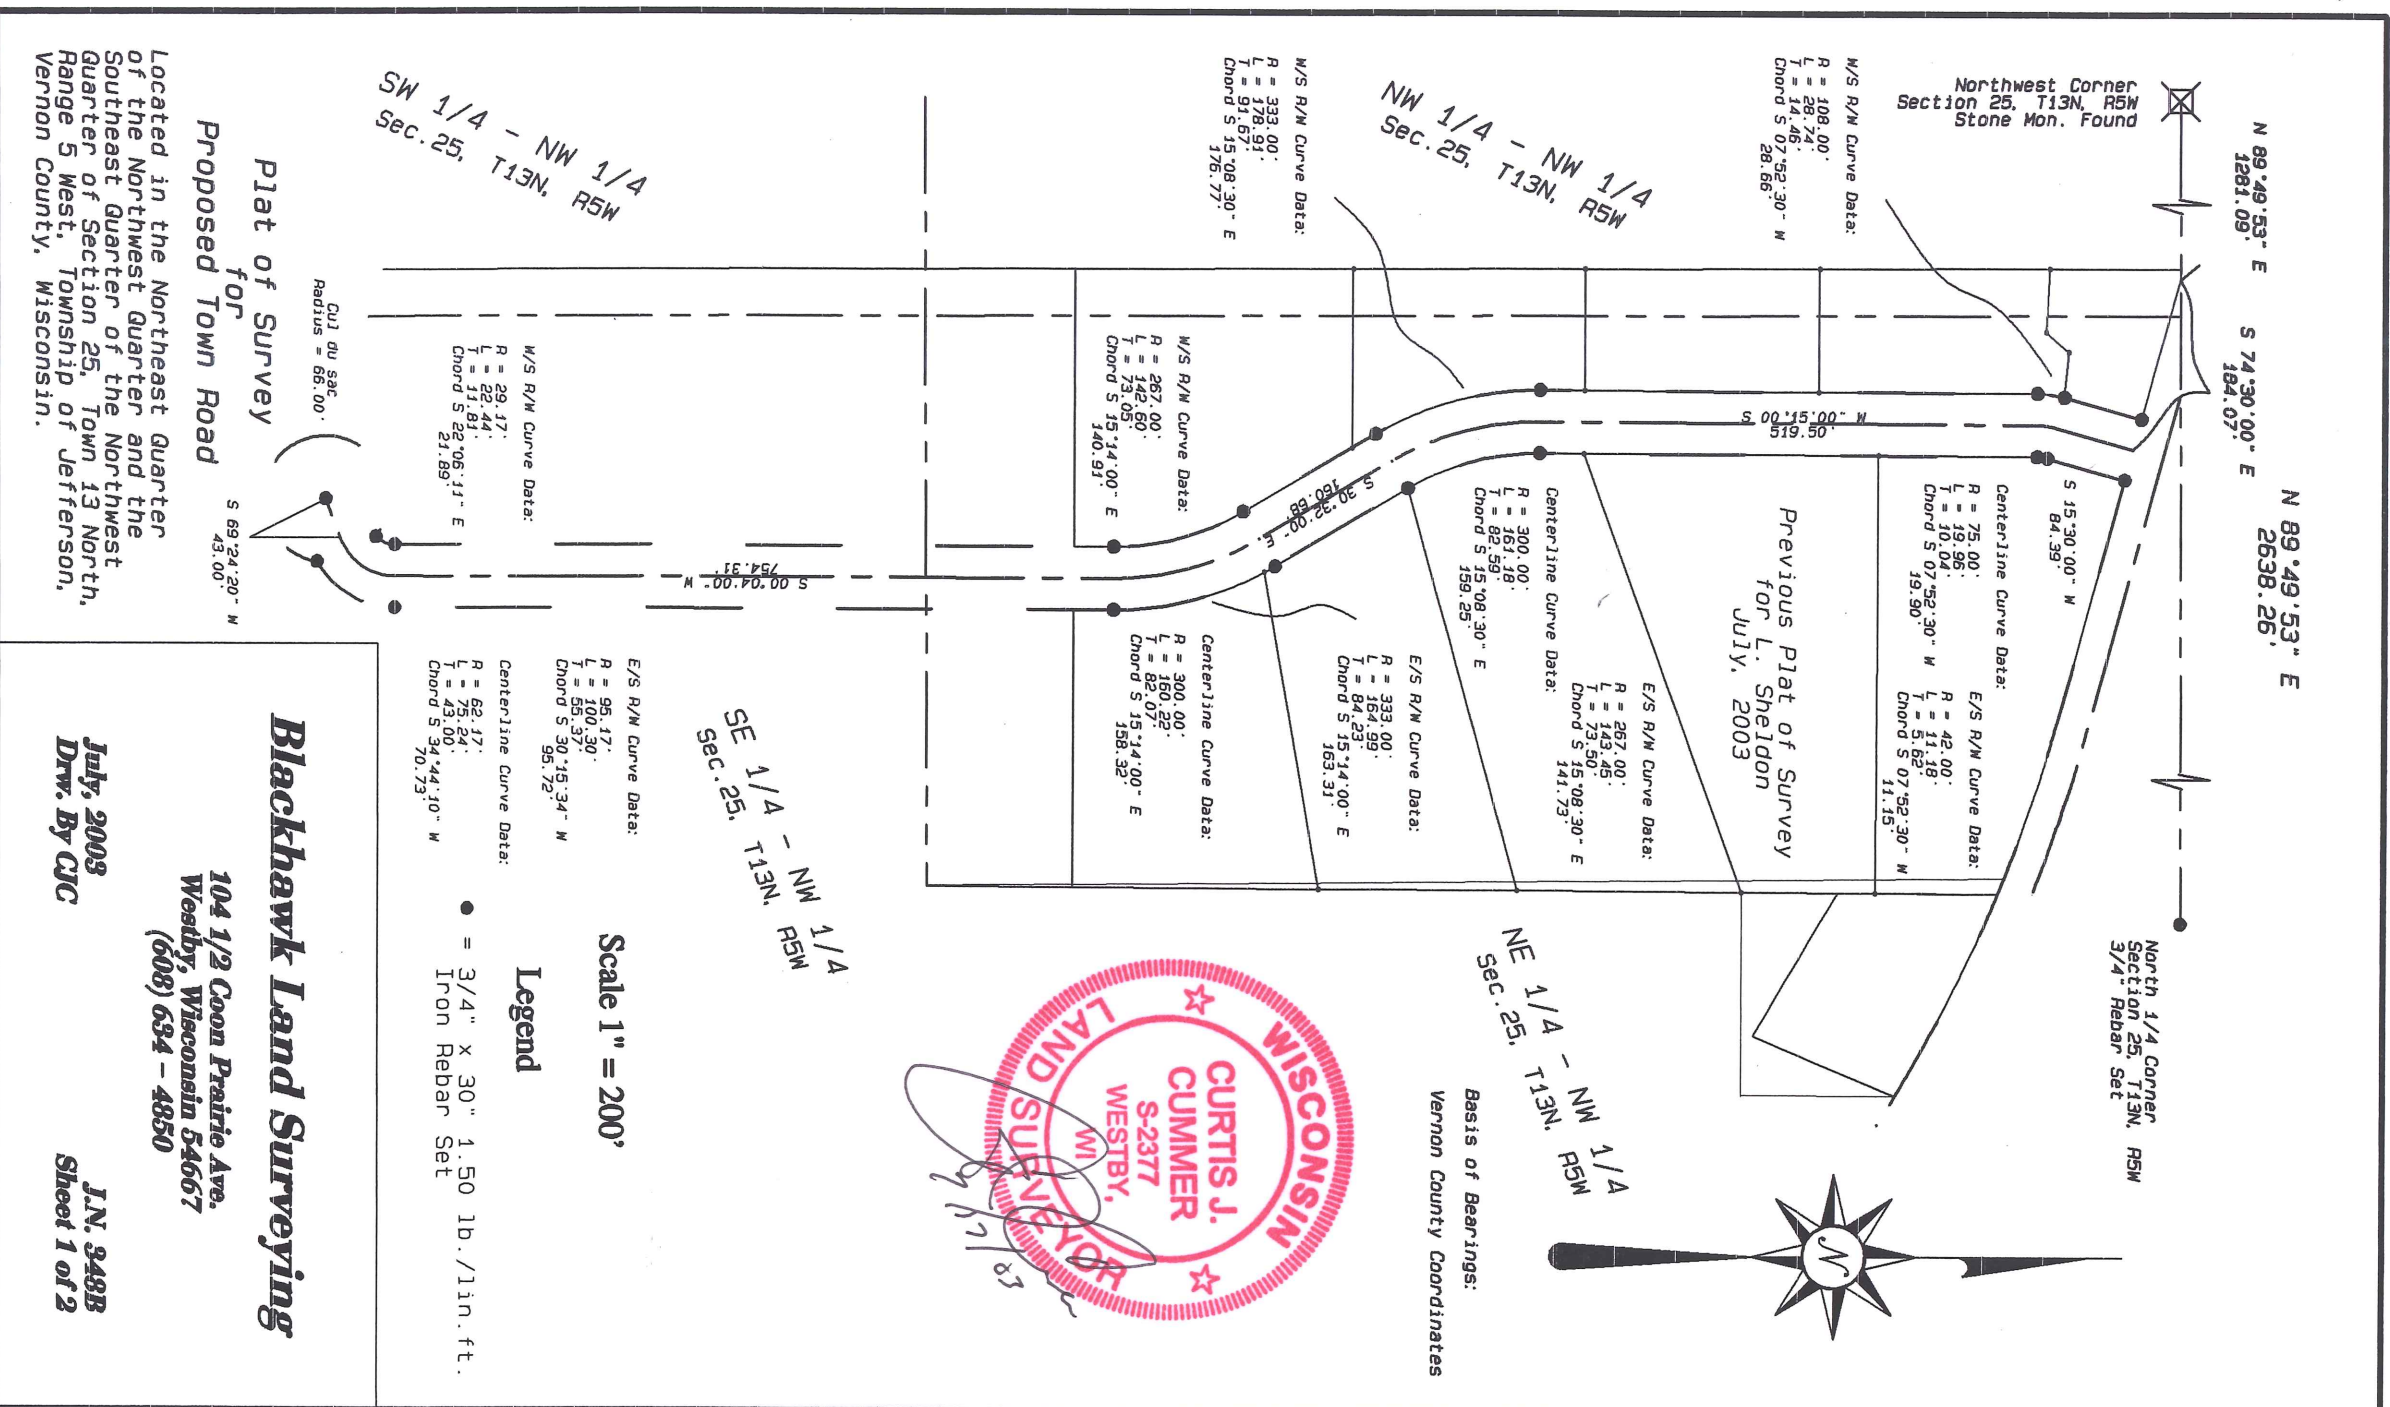 N 89°49'53" E
2638.26'
N 89°49'53" E
1281.09'
S 74°30'00" E
184.07'
Northwest Corner
Section 25, T13N, R5W
Stone Mon. Found
North 1/4 Corner
Section 25, T13N, R5W
3/4" Rebar Set
W/S R/W Curve Data:
R = 108.00'
L = 28.74'
T = 14.46'
Chord S 07°52'30" W
28.66'
S 15°30'00" W
84.39'
Centerline Curve Data:
R = 75.00'
L = 19.96'
T = 10.04'
Chord S 07°52'30" W
19.90'
E/S R/W Curve Data:
R = 42.00'
L = 11.18'
T = 5.62'
Chord S 07°52'30" W
11.15'
S 00°15'00" W
519.50'
Previous Plat of Survey
for L. Sheldon
July, 2003
NW 1/4 - NW 1/4
Sec.25, T13N, R5W
NE 1/4 - NW 1/4
Sec.25, T13N, R5W
E/S R/W Curve Data:
R = 267.00'
L = 143.45'
T = 73.50'
Chord S 15°08'30" E
141.73'
Centerline Curve Data:
R = 300.00'
L = 161.18'
T = 82.59'
Chord S 15°08'30" E
159.25'
W/S R/W Curve Data:
R = 333.00'
L = 178.91'
T = 91.67'
Chord S 15°08'30" E
176.77'
S 30°32'00" E
160.68'
E/S R/W Curve Data:
R = 333.00'
L = 164.99'
T = 84.23'
Chord S 15°14'00" E
163.31'
W/S R/W Curve Data:
R = 267.00'
L = 142.60'
T = 73.05'
Chord S 15°14'00" E
140.91'
Centerline Curve Data:
R = 300.00'
L = 160.22'
T = 82.07'
Chord S 15°14'00" E
158.32'
Basis of Bearings:
Vernon County Coordinates
N
WISCONSIN
LAND SURVEYOR
CURTIS J.
CUMMER
S-2377
WESTBY,
WI
SW 1/4 - NW 1/4
Sec.25, T13N, R5W
SE 1/4 - NW 1/4
Sec.25, T13N, R5W
S 00°04'00" W
754.31'
E/S R/W Curve Data:
R = 95.17'
L = 100.30'
T = 55.37'
Chord S 30°15'34" W
95.72'
W/S R/W Curve Data:
R = 29.17'
L = 22.44'
T = 11.81'
Chord S 22°06'11" E
21.89'
Centerline Curve Data:
R = 62.17'
L = 75.24'
T = 43.00'
Chord S 34°44'10" W
70.73'
Cul du sac
Radius = 66.00'
S 69°24'20" W
43.00'
Scale 1" = 200'
Legend
= 3/4" x 30" 1.50 lb./lin.ft.
Iron Rebar Set
Plat of Survey
for
Proposed Town Road
Located in the Northeast Quarter
of the Northwest Quarter and the
Southeast Quarter of the Northwest
Quarter of Section 25, Town 13 North,
Range 5 West, Township of Jefferson,
Vernon County, Wisconsin.
Blackhawk Land Surveying
104 1/2 Coon Prairie Ave.
Westby, Wisconsin 54667
(608) 634 - 4850
July, 2003
J.N. 348B
Drw. By CJC
Sheet 1 of 2